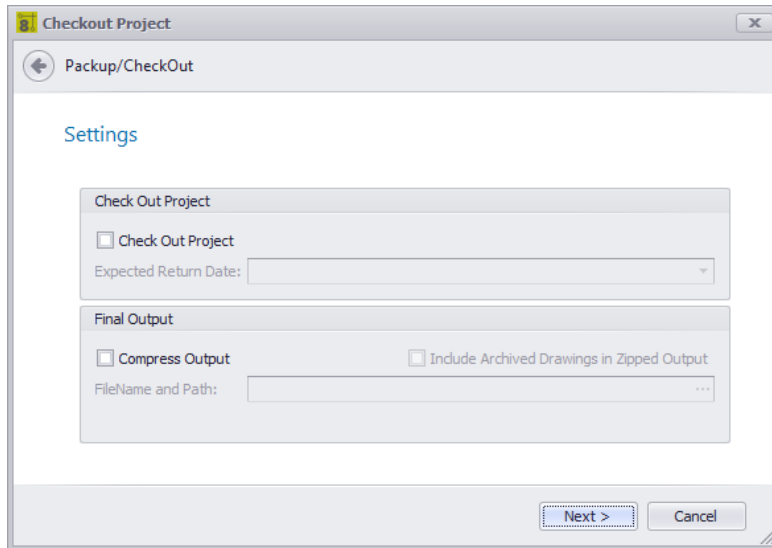 8 Checkout Project
Packup/CheckOut
Settings
Check Out Project
Check Out Project
Expected Return Date:
Final Output
Compress Output Include Archived Drawings in Zipped Output
FileName and Path: ...
Next > Cancel